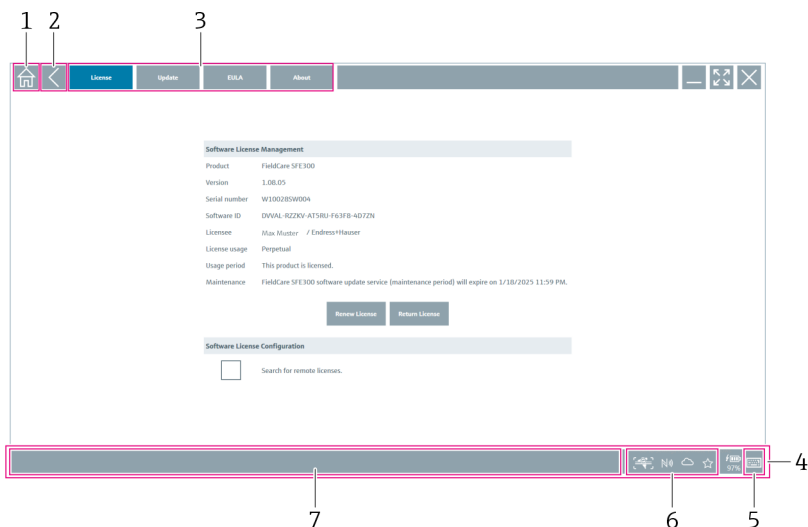 1 2 3
License Update EULA About
Software License Management
Product FieldCare SFE300
Version 1.08.05
Serial number W10028SW004
Software ID DVVAL-RZZKV-AT5RU-F63FB-4D7ZN
Licensee Max Muster / Endress+Hauser
License usage Perpetual
Usage period This product is licensed.
Maintenance FieldCare SFE300 software update service (maintenance period) will expire on 1/18/2025 11:59 PM.
Renew License Return License
Software License Configuration
Search for remote licenses.
97%
4
7 6 5